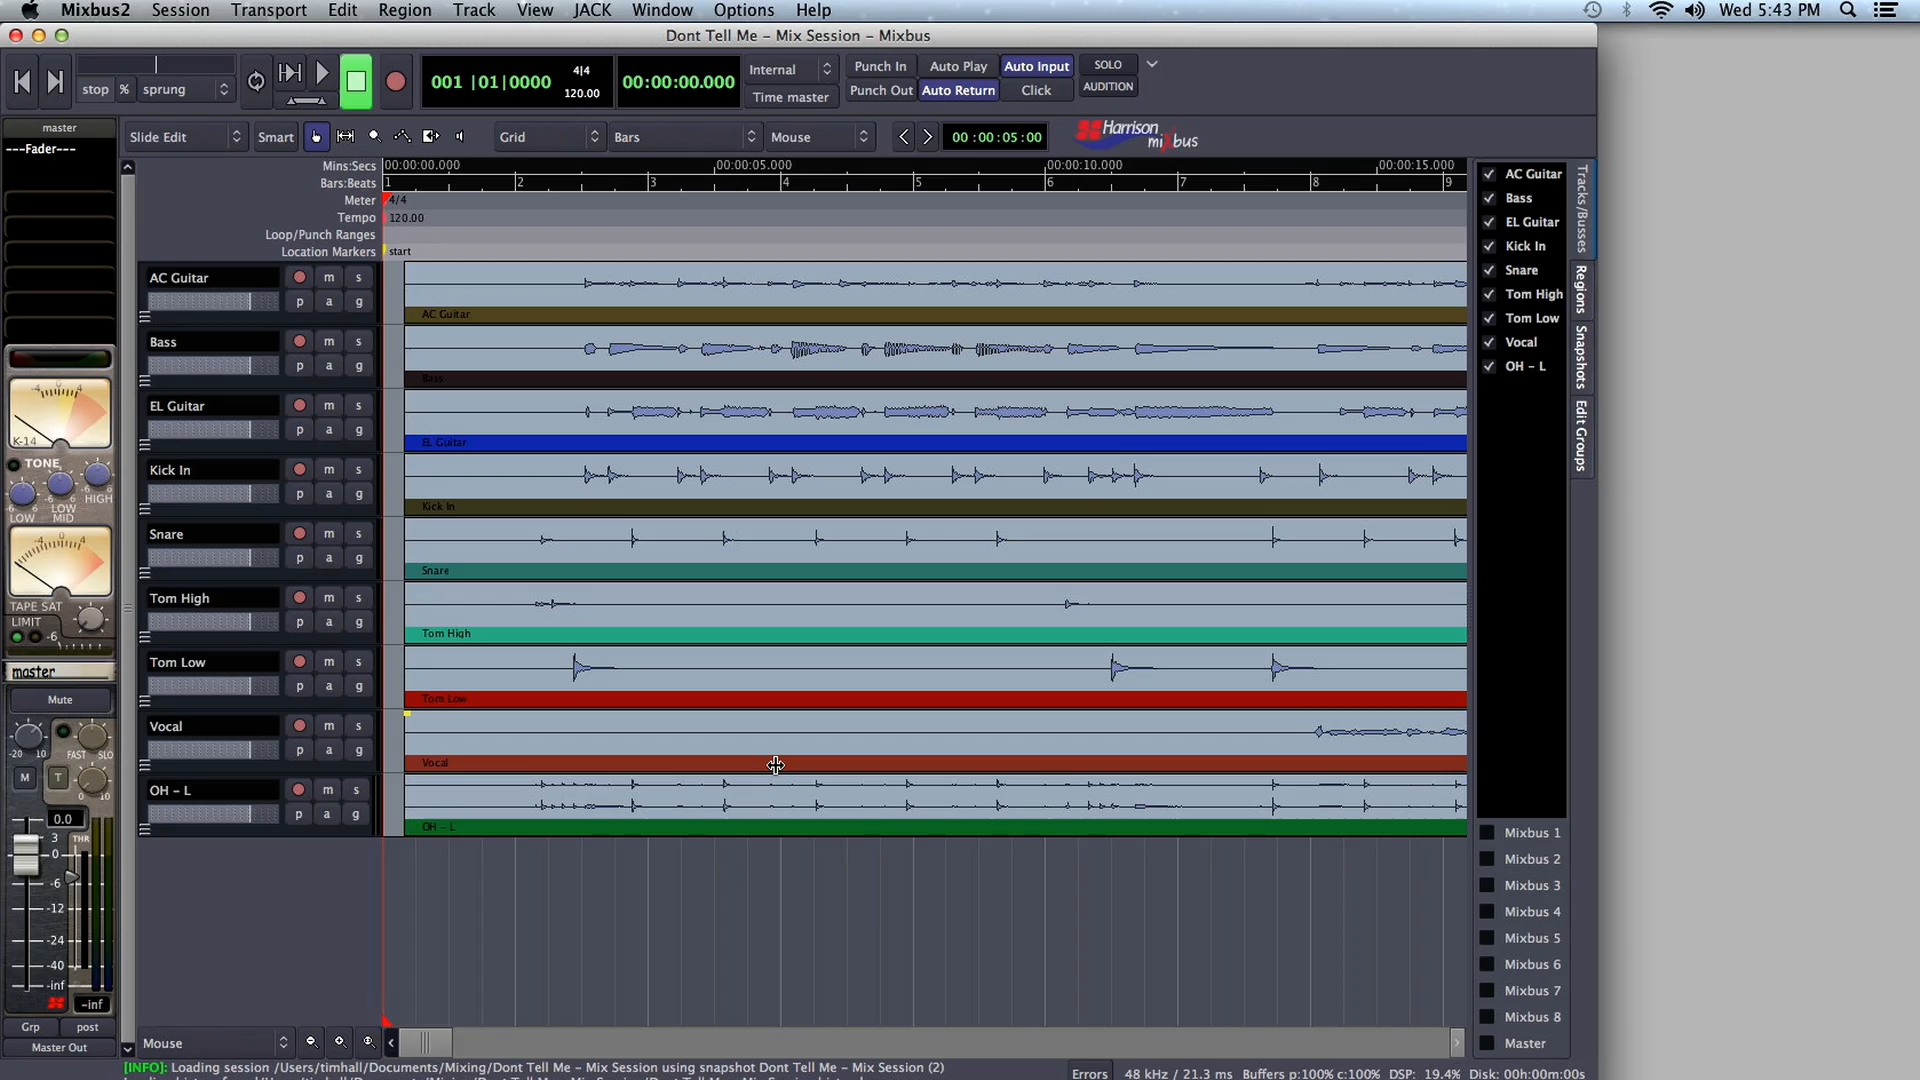 Mixbus2 Session Transport Edit Region Track View JACK Window Options Help Wed 5:43 PM
Dont Tell Me – Mix Session – Mixbus
stop % sprung
001 |01|0000 4|4 120.00
00:00:00.000
Internal Time master
Punch In Auto Play Auto Input SOLO
Punch Out Auto Return Click AUDITION
Slide Edit Smart Grid Bars Mouse 00:00:05:00 Harrison mixbus
master
---Fader---
Mins:Secs 00:00:00.000 00:00:05.000 00:00:10.000 00:00:15.000
Bars:Beats 1 2 3 4 5 6 7 8 9
Meter 4/4
Tempo 120.00
Loop/Punch Ranges
Location Markers start
AC Guitar m s
p a g
AC Guitar
Bass m s
p a g
Bass
EL Guitar m s
p a g
EL Guitar
Kick In m s
p a g
Kick In
Snare m s
p a g
Snare
Tom High m s
p a g
Tom High
Tom Low m s
p a g
Tom Low
Vocal m s
p a g
Vocal
OH – L m s
p a g
OH – L
K-14
TONE
LOW LOW MID HIGH
TAPE SAT
LIMIT
-6
master
Mute
-20 10 FAST SLO
M T 0 10
0.0
3 THR
0
-6
-12
-24
-40
-inf
-inf
Grp post
Master Out
AC Guitar
Bass
EL Guitar
Kick In
Snare
Tom High
Tom Low
Vocal
OH – L
Tracks/Busses
Regions
Snapshots
Edit Groups
Mixbus 1
Mixbus 2
Mixbus 3
Mixbus 4
Mixbus 5
Mixbus 6
Mixbus 7
Mixbus 8
Master
Mouse
[INFO]: Loading session /Users/timhall/Documents/Mixing/Dont Tell Me – Mix Session using snapshot Dont Tell Me – Mix Session (2)
Errors 48 kHz / 21.3 ms Buffers p:100% c:100% DSP: 19.4% Disk: 00h:00m:00s